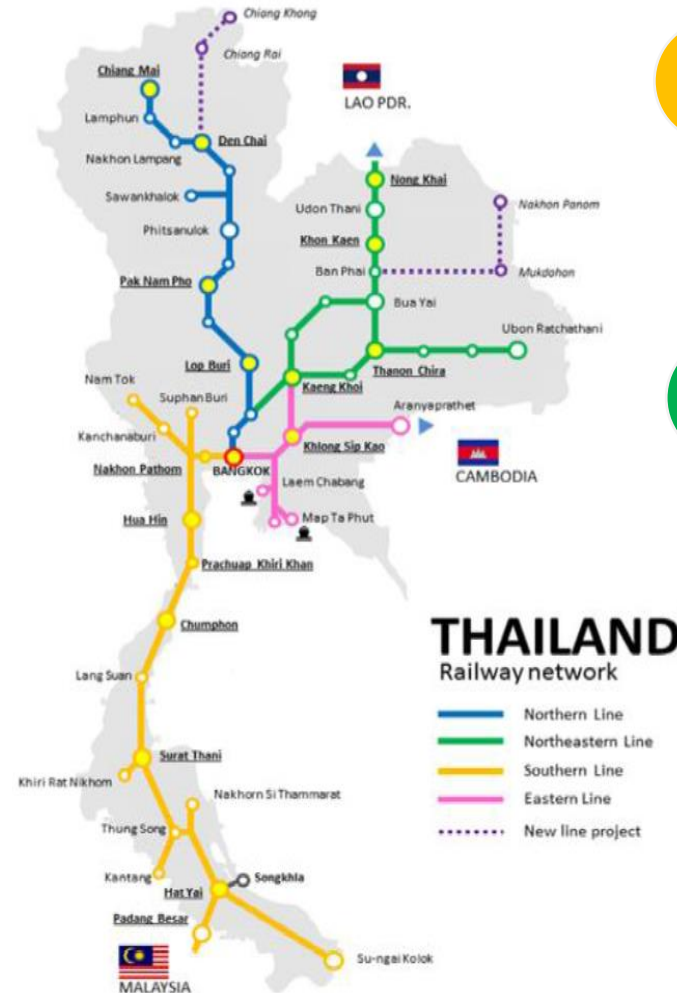 Chiang Khong
Chiang Rai
Chiang Mai
LAO PDR.
Lamphun
Den Chai
Nakhon Lampang
Nong Khai
Sawankhalok
Udon Thani
Nakhon Panom
Phitsanulok
Khon Kaen
Ban Phai
Mukdohan
Pak Nam Pho
Bua Yai
Ubon Ratchathani
Lop Buri
Thanon Chira
Nam Tok
Suphan Buri
Kaeng Khoi
Aranyaprathet
Kanchanaburi
Khlong Sip Kao
Nakhon Pathom
BANGKOK
CAMBODIA
Laem Chabang
Hua Hin
Map Ta Phut
Prachuap Khiri Khan
Chumphon
THAILAND
Railway network
Lang Suan
Northern Line
Northeastern Line
Surat Thani
Southern Line
Khiri Rat Nikhom
Nakhorn Si Thammarat
Eastern Line
Thung Song
New line project
Kantang
Songkhla
Hat Yai
Padang Besar
Su-ngai Kolok
MALAYSIA